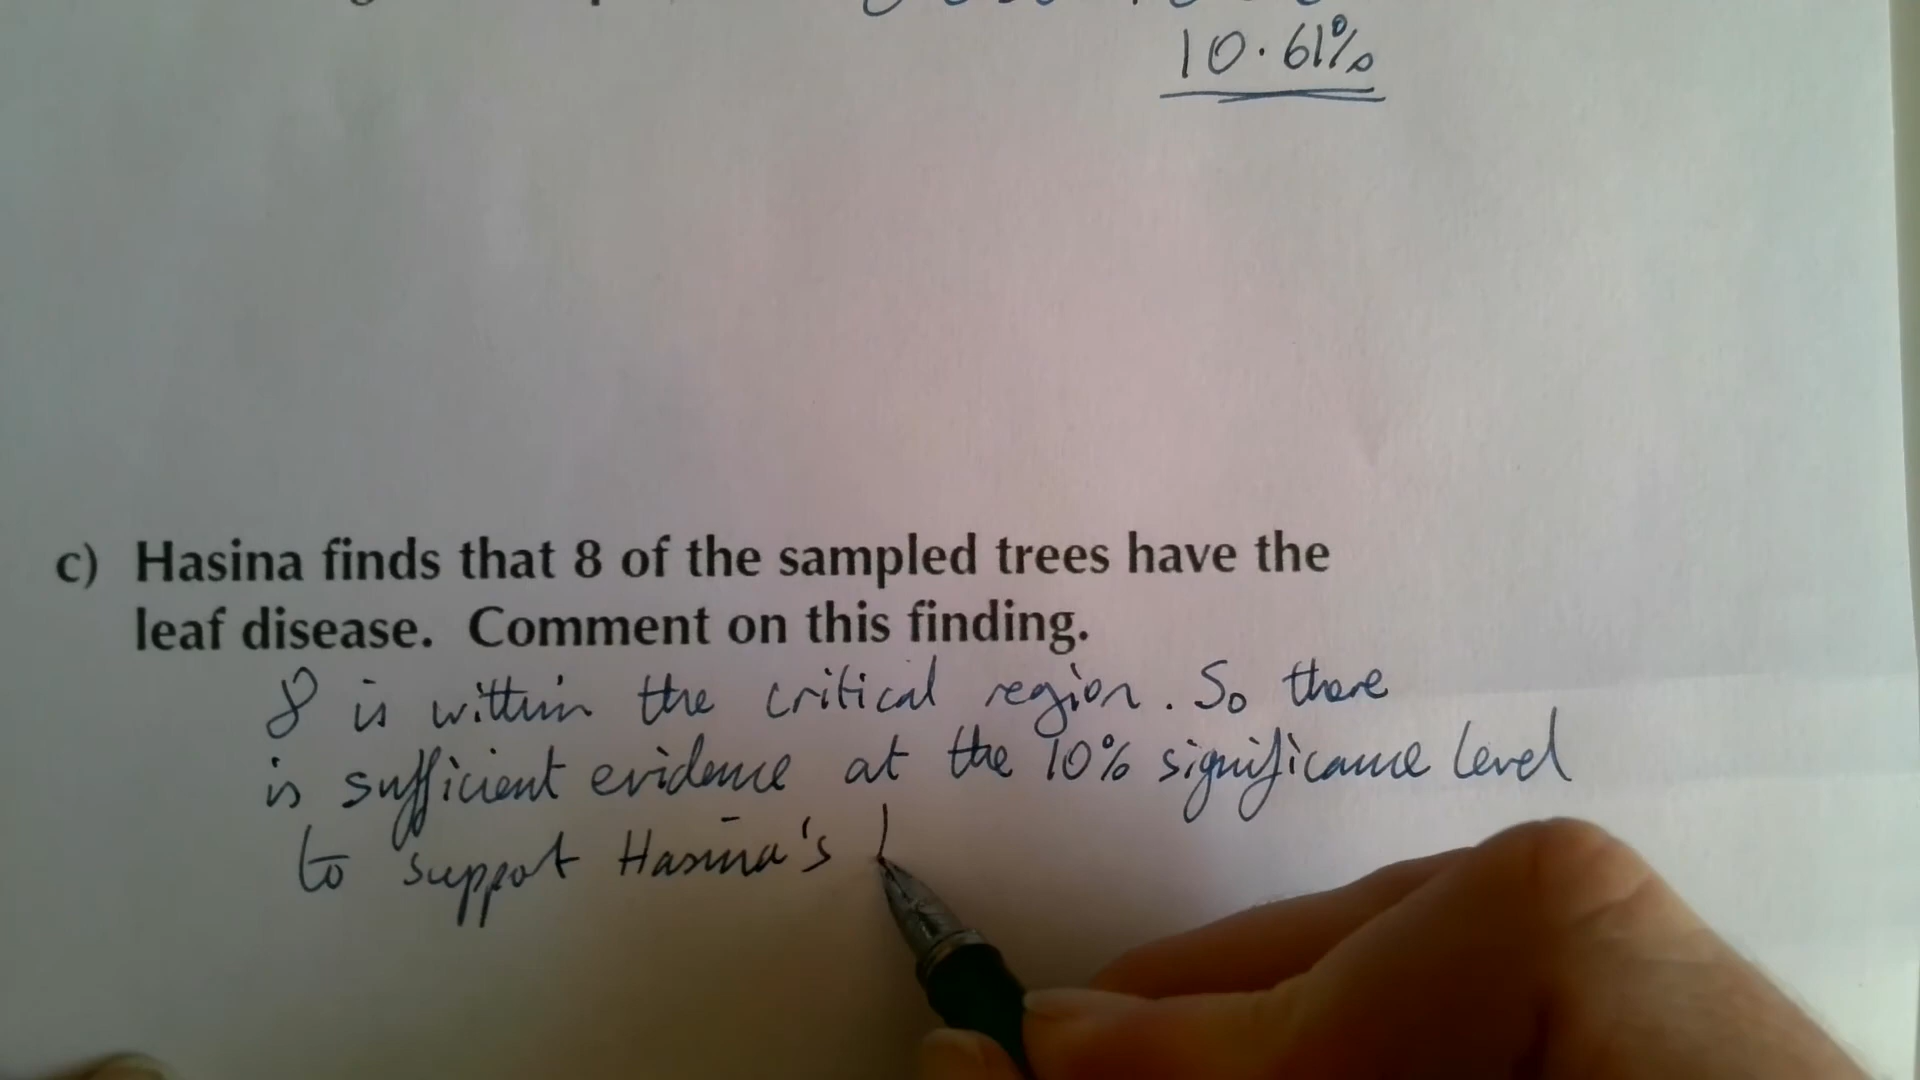 10.61%
c) Hasina finds that 8 of the sampled trees have the
leaf disease. Comment on this finding.
8 is within the critical region. So there
is sufficient evidence at the 10% significance level
to support Hasina's